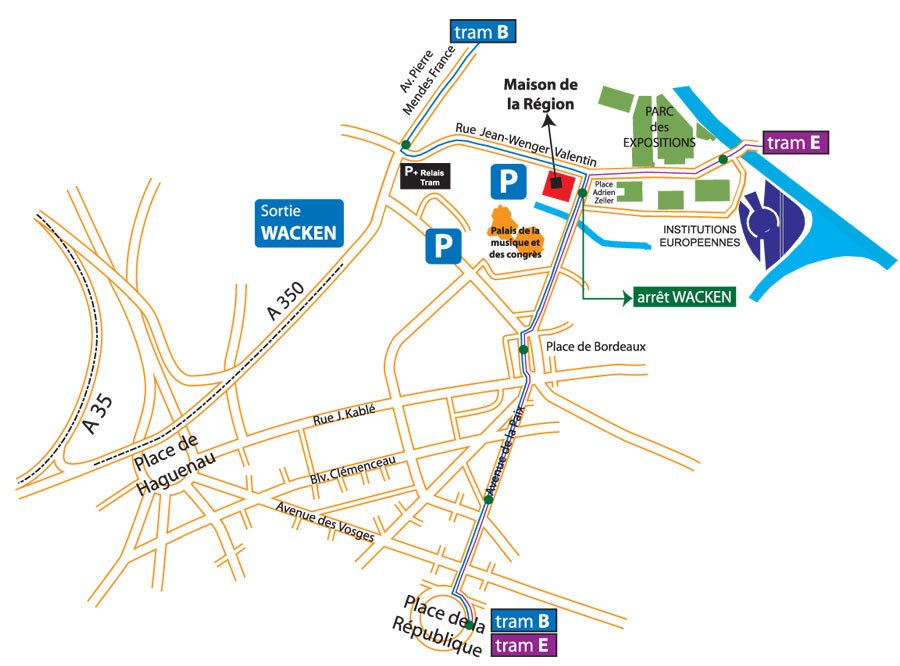 tram B
Av. Pierre
Mendes France
Maison de
la Région
Rue Jean-Wenger Valentin
PARC
des
EXPOSITIONS
tram E
P+ Relais
Tram
P
Place
Adrien
Zeller
Sortie
WACKEN
P
Palais de la
musique et
des congrès
INSTITUTIONS
EUROPEENNES
arrêt WACKEN
A 350
Place de Bordeaux
A 35
Rue J. Kablé
Avenue de la Paix
Place de
Haguenau
Blv. Clémenceau
Avenue des Vosges
Place de la
République
tram B
tram E